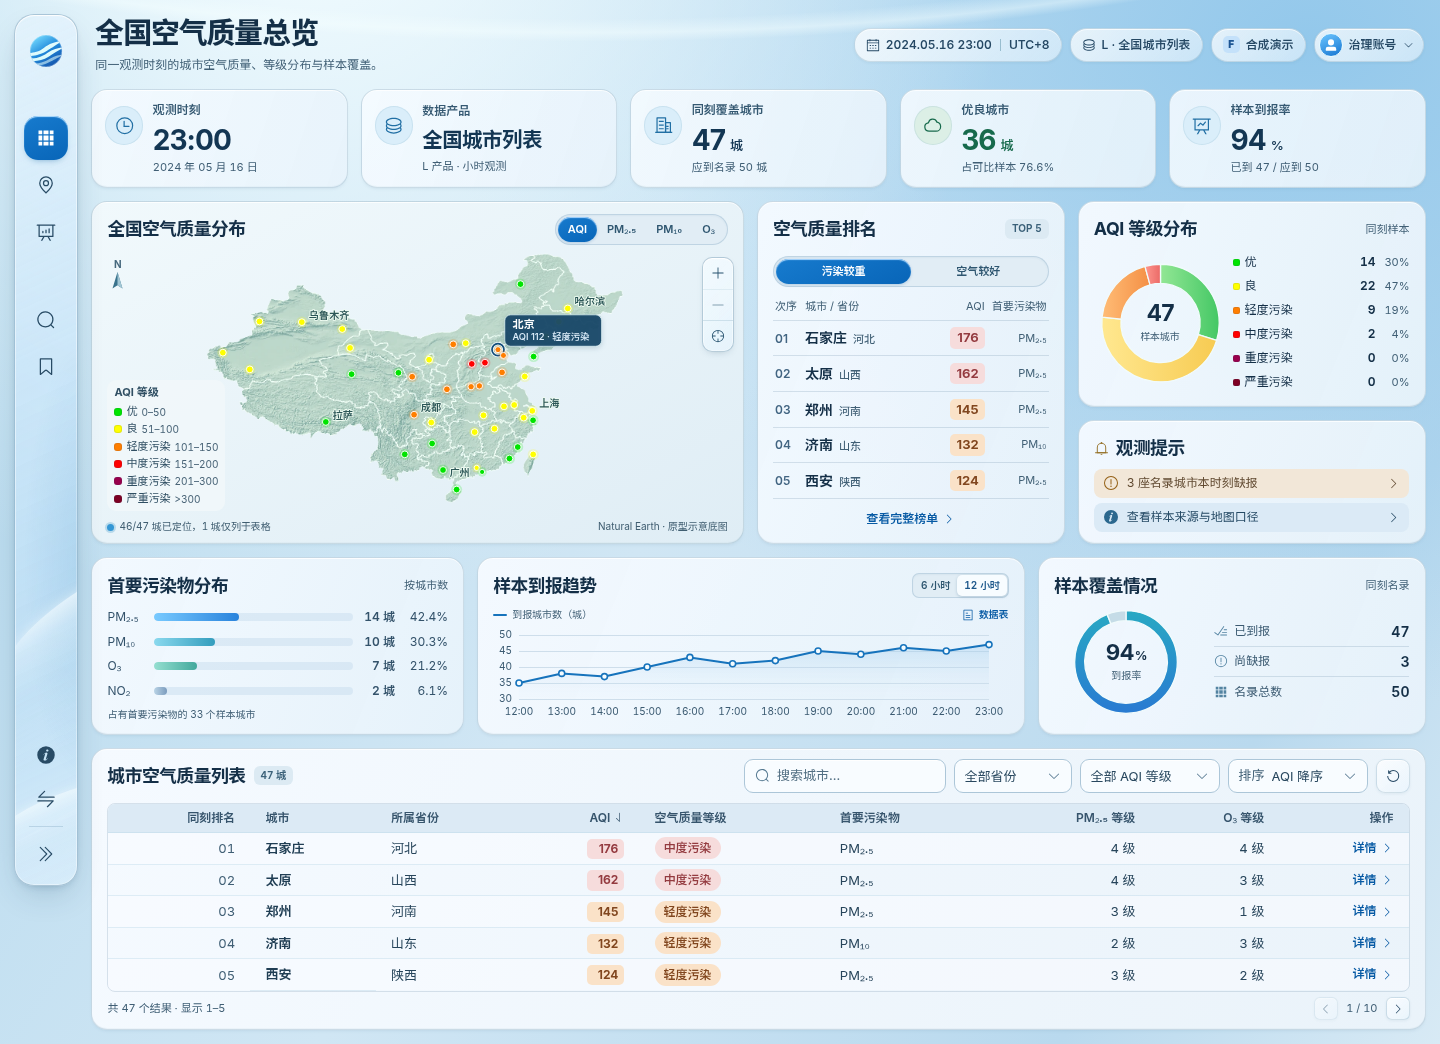 全国空气质量总览
同一观测时刻的城市空气质量、等级分布与样本覆盖。
2024.05.16 23:00 UTC+8
L · 全国城市列表
F 合成演示
治理账号
观测时刻
23:00
2024 年 05 月 16 日
数据产品
全国城市列表
L 产品 · 小时观测
同刻覆盖城市
47 城
应到名录 50 城
优良城市
36 城
占可比样本 76.6%
样本到报率
94 %
已到 47 / 应到 50
全国空气质量分布
AQI PM₂.₅ PM₁₀ O₃
N
哈尔滨
乌鲁木齐
北京
AQI 112 · 轻度污染
成都
上海
拉萨
广州
AQI 等级
优 0–50
良 51–100
轻度污染 101–150
中度污染 151–200
重度污染 201–300
严重污染 >300
46/47 城已定位，1 城仅列于表格
Natural Earth · 原型示意底图
空气质量排名
TOP 5
污染较重 空气较好
次序 城市 / 省份 AQI 首要污染物
01 石家庄 河北 176 PM₂.₅
02 太原 山西 162 PM₂.₅
03 郑州 河南 145 PM₂.₅
04 济南 山东 132 PM₁₀
05 西安 陕西 124 PM₂.₅
查看完整榜单
AQI 等级分布
同刻样本
47
样本城市
优 14 30%
良 22 47%
轻度污染 9 19%
中度污染 2 4%
重度污染 0 0%
严重污染 0 0%
观测提示
3 座名录城市本时刻缺报
查看样本来源与地图口径
首要污染物分布
按城市数
PM₂.₅ 14 城 42.4%
PM₁₀ 10 城 30.3%
O₃ 7 城 21.2%
NO₂ 2 城 6.1%
占有首要污染物的 33 个样本城市
样本到报趋势
6 小时 12 小时
到报城市数（城）
数据表
50
45
40
35
30
12:00 13:00 14:00 15:00 16:00 17:00 18:00 19:00 20:00 21:00 22:00 23:00
样本覆盖情况
同刻名录
94%
到报率
已到报 47
尚缺报 3
名录总数 50
城市空气质量列表
47 城
搜索城市...
全部省份
全部 AQI 等级
排序 AQI 降序
同刻排名 城市 所属省份 AQI ↓ 空气质量等级 首要污染物 PM₂.₅ 等级 O₃ 等级 操作
01 石家庄 河北 176 中度污染 PM₂.₅ 4 级 4 级 详情
02 太原 山西 162 中度污染 PM₂.₅ 4 级 3 级 详情
03 郑州 河南 145 轻度污染 PM₂.₅ 3 级 1 级 详情
04 济南 山东 132 轻度污染 PM₁₀ 2 级 3 级 详情
05 西安 陕西 124 轻度污染 PM₂.₅ 3 级 2 级 详情
共 47 个结果 · 显示 1–5
1 / 10